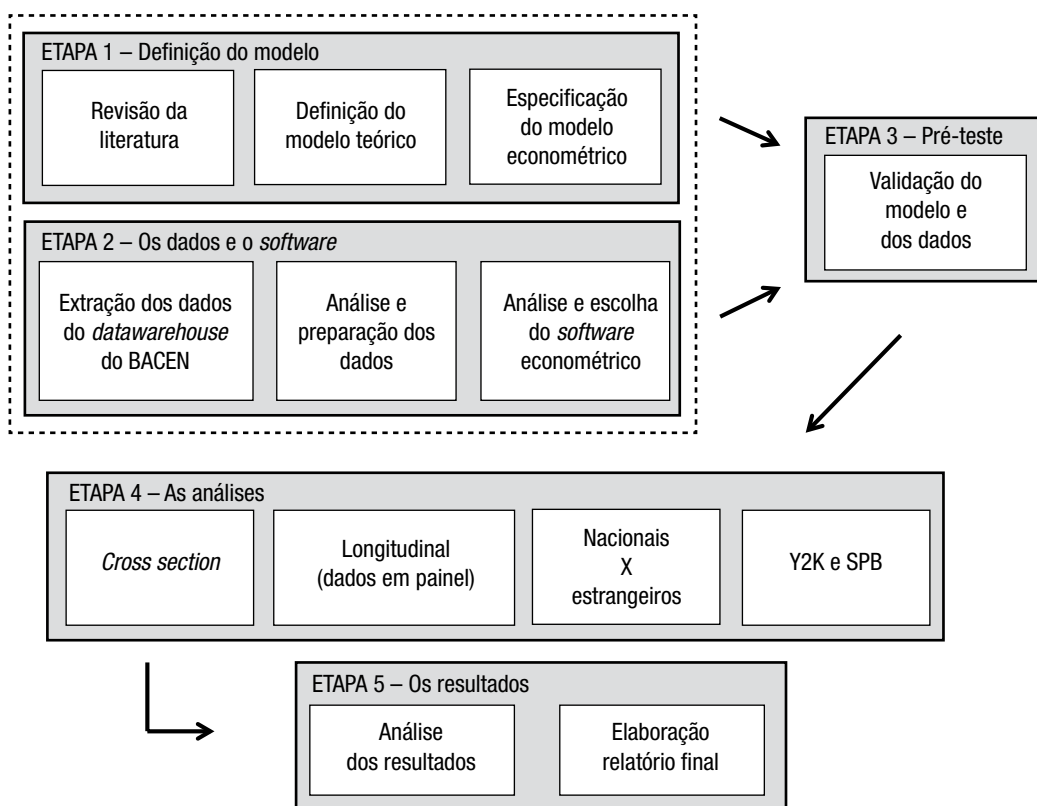 ETAPA 1 – Definição do modelo
Revisão da
literatura
Definição do
modelo teórico
Especificação
do modelo
econométrico
ETAPA 2 – Os dados e o software
Extração dos dados
do datawarehouse
do BACEN
Análise e
preparação dos
dados
Análise e escolha
do software
econométrico
ETAPA 3 – Pré-teste
Validação do
modelo e
dos dados
ETAPA 4 – As análises
Cross section
Longitudinal
(dados em painel)
Nacionais
X
estrangeiros
Y2K e SPB
ETAPA 5 – Os resultados
Análise
dos resultados
Elaboração
relatório final